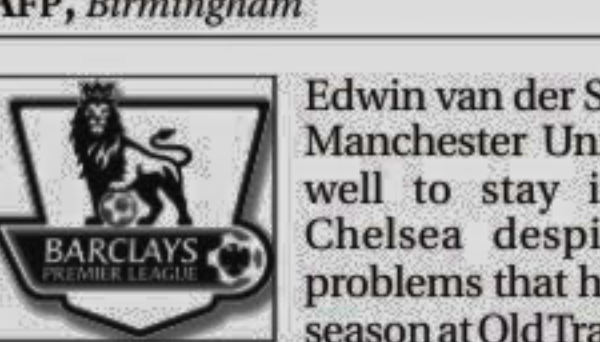 AFP, Birmingham
BARCLAYS
PREMIER LEAGUE
Edwin van der S
Manchester Uni
well to stay i
Chelsea despi
problems that h
season at Old Tra